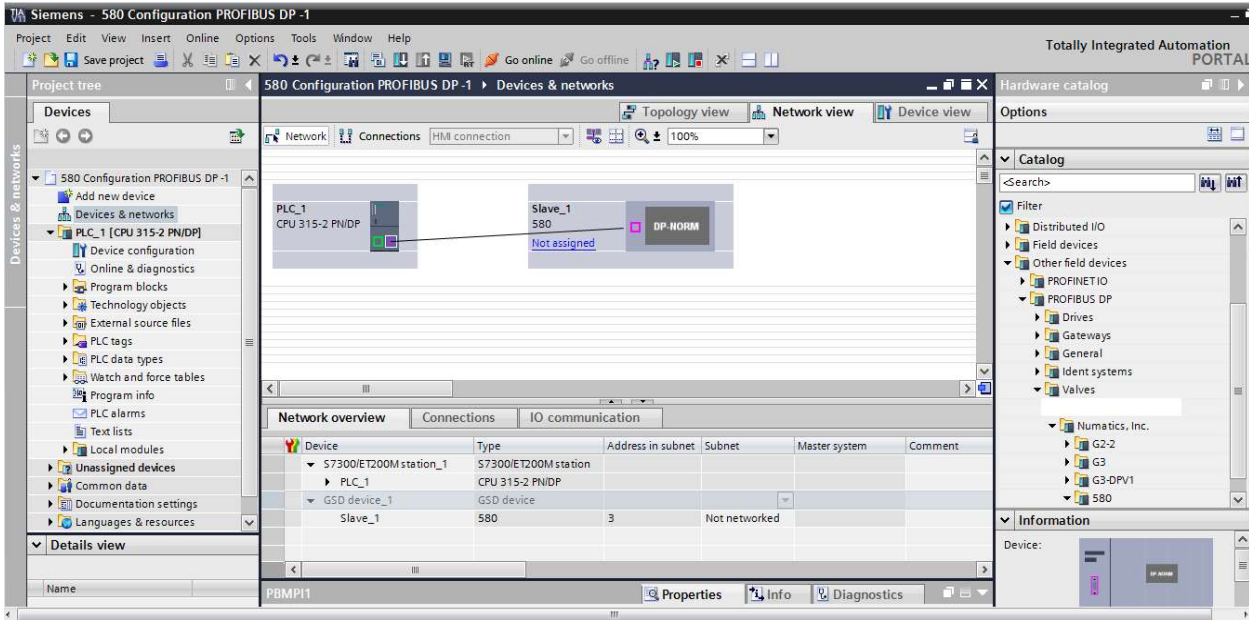 Siemens - 580 Configuration PROFIBUS DP -1
Project Edit View Insert Online Options Tools Window Help
Totally Integrated Automation
PORTAL
Save project Go online Go offline
Project tree
Devices
Devices & networks
580 Configuration PROFIBUS DP -1
Add new device
Devices & networks
PLC_1 [CPU 315-2 PN/DP]
Device configuration
Online & diagnostics
Program blocks
Technology objects
External source files
PLC tags
PLC data types
Watch and force tables
Program info
PLC alarms
Text lists
Local modules
Unassigned devices
Common data
Documentation settings
Languages & resources
Details view
Name
580 Configuration PROFIBUS DP -1 Devices & networks
Topology view Network view Device view
Network Connections HMI connection 100%
PLC_1
CPU 315-2 PN/DP
Slave_1
580
Not assigned
DP-NORM
Network overview Connections IO communication
Device Type Address in subnet Subnet Master system Comment
S7300/ET200M station_1 S7300/ET200M station
PLC_1 CPU 315-2 PN/DP
GSD device_1 GSD device
Slave_1 580 3 Not networked
PBMPI1 Properties Info Diagnostics
Hardware catalog
Options
Catalog
<Search>
Filter
Distributed I/O
Field devices
Other field devices
PROFINET IO
PROFIBUS DP
Drives
Gateways
General
Ident systems
Valves
Numatics, Inc.
G2-2
G3
G3-DPV1
580
Information
Device:
DP-NORM